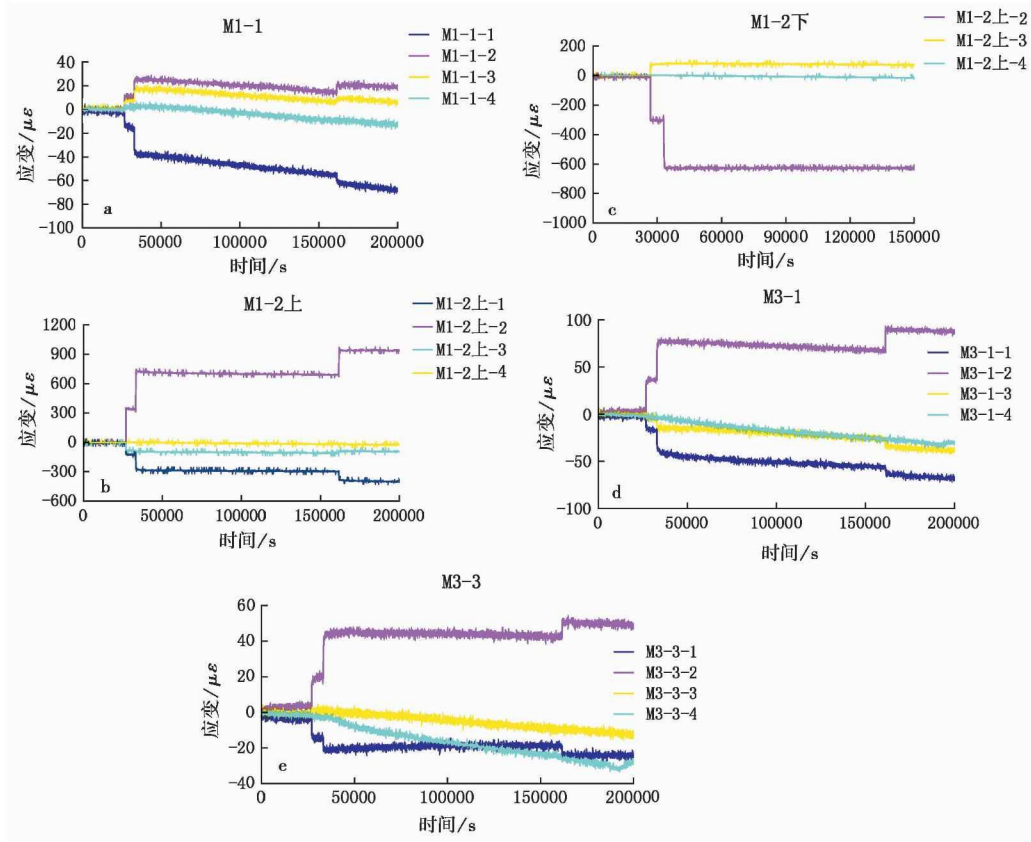 M1-1
M1-1-1
M1-1-2
M1-1-3
M1-1-4
40
20
0
-20
-40
-60
-80
-100
应变/με
a
0
50000
100000
150000
200000
时间/s
M1-2下
M1-2上-2
M1-2上-3
M1-2上-4
200
0
-200
-400
-600
-800
-1000
应变/με
c
0
30000
60000
90000
120000
150000
时间/s
M1-2上
M1-2上-1
M1-2上-2
M1-2上-3
M1-2上-4
1200
900
600
300
0
-300
-600
应变/με
b
0
50000
100000
150000
200000
时间/s
M3-1
M3-1-1
M3-1-2
M3-1-3
M3-1-4
100
50
0
-50
-100
应变/με
d
0
50000
100000
150000
200000
时间/s
M3-3
M3-3-1
M3-3-2
M3-3-3
M3-3-4
60
40
20
0
-20
-40
应变/με
e
0
50000
100000
150000
200000
时间/s